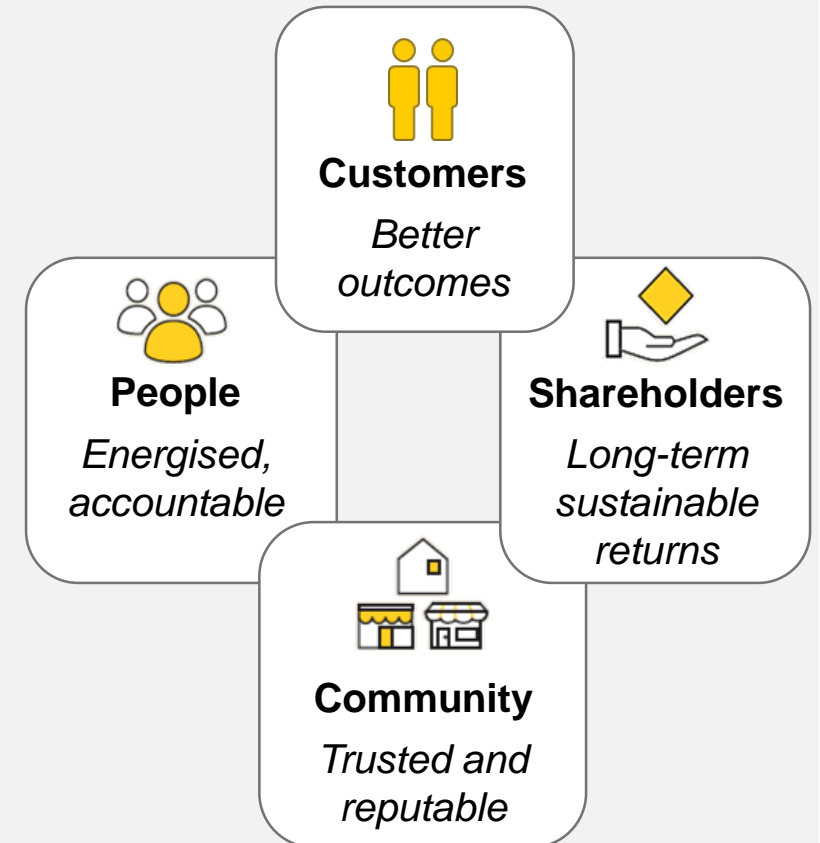 Customers
Better
outcomes
People
Energised,
accountable
Shareholders
Long-term
sustainable
returns
Community
Trusted and
reputable